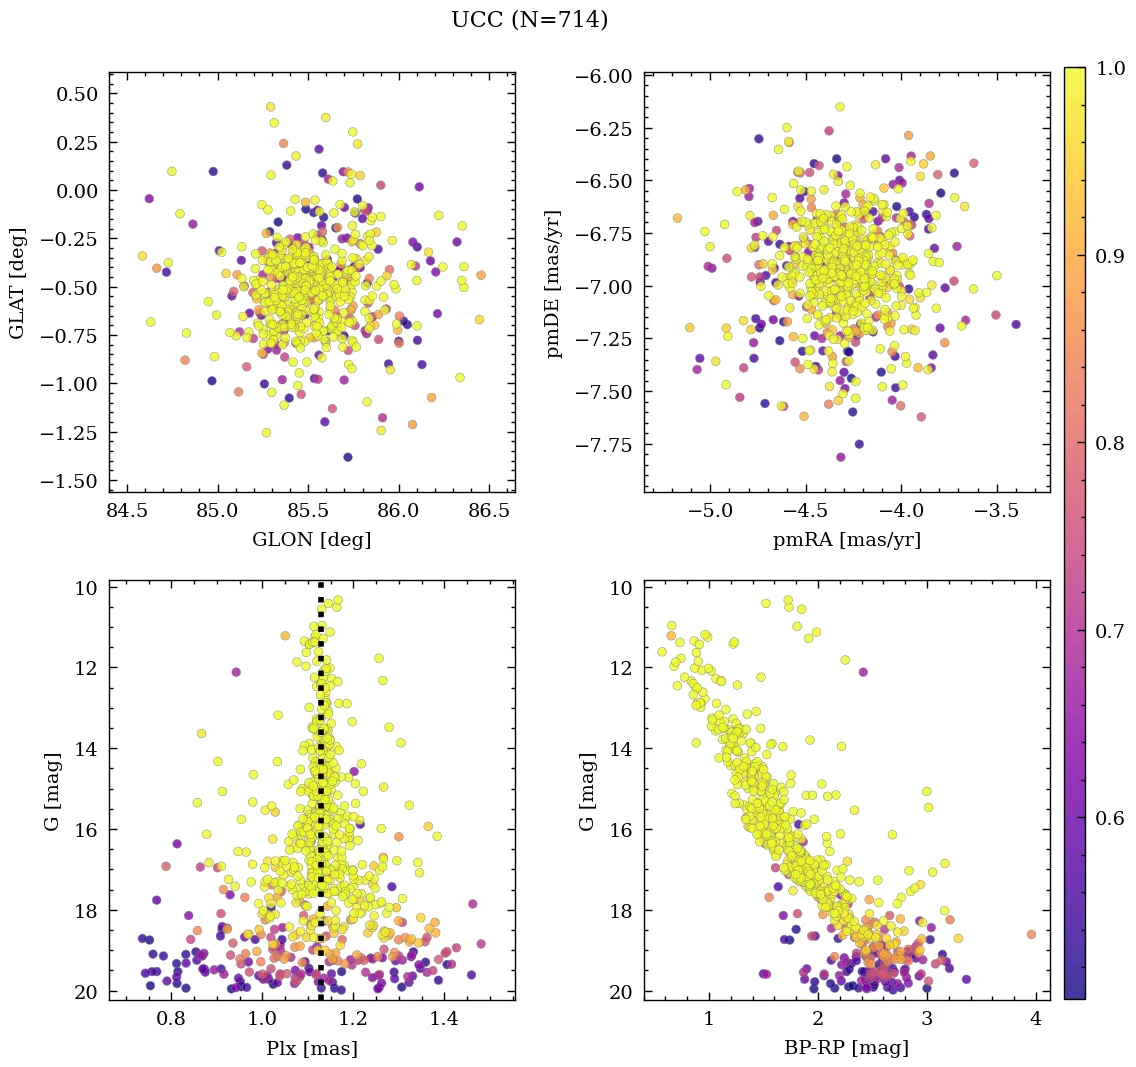 UCC (N=714)
0.50
0.25
0.00
−0.25
−0.50
−0.75
−1.00
−1.25
−1.50
GLAT [deg]
84.5 85.0 85.5 86.0 86.5
GLON [deg]
−6.00
−6.25
−6.50
−6.75
−7.00
−7.25
−7.50
−7.75
pmDE [mas/yr]
−5.0 −4.5 −4.0 −3.5
pmRA [mas/yr]
10
12
14
16
18
20
G [mag]
0.8 1.0 1.2 1.4
Plx [mas]
10
12
14
16
18
20
G [mag]
1 2 3 4
BP-RP [mag]
1.0
0.9
0.8
0.7
0.6